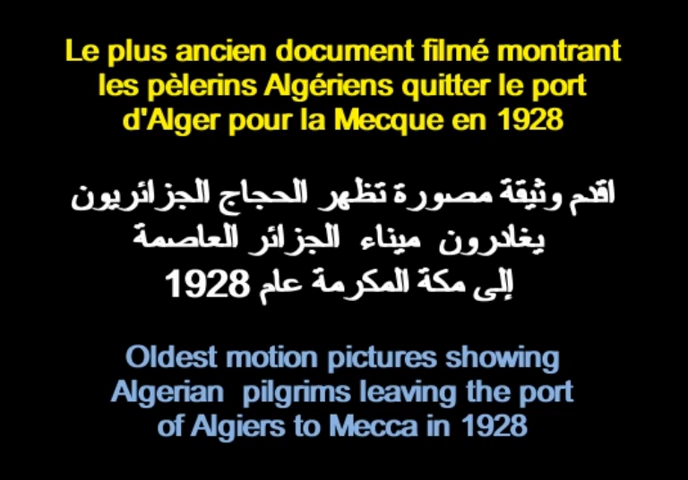 Le plus ancien document filmé montrant
les pèlerins Algériens quitter le port
d'Alger pour la Mecque en 1928
اقدم وثيقة مصورة تظهر الحجاج الجزائريون
يغادرون ميناء الجزائر العاصمة
إلى مكة المكرمة عام 1928
Oldest motion pictures showing
Algerian pilgrims leaving the port
of Algiers to Mecca in 1928